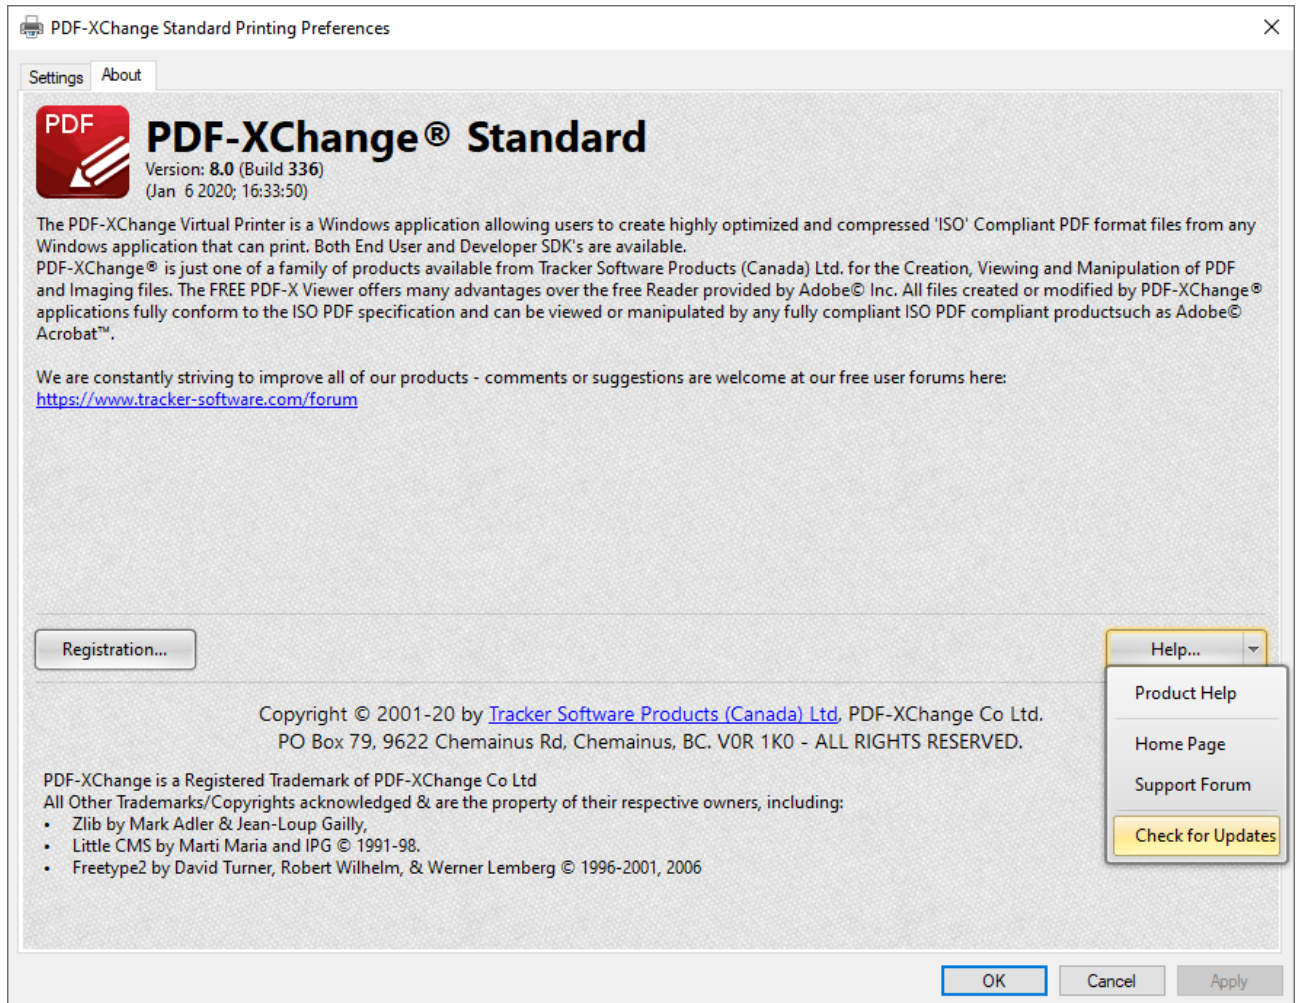 PDF-XChange Standard Printing Preferences
Settings
About
PDF
PDF-XChange® Standard
Version: 8.0 (Build 336)
(Jan 6 2020; 16:33:50)
The PDF-XChange Virtual Printer is a Windows application allowing users to create highly optimized and compressed 'ISO' Compliant PDF format files from any
Windows application that can print. Both End User and Developer SDK's are available.
PDF-XChange® is just one of a family of products available from Tracker Software Products (Canada) Ltd. for the Creation, Viewing and Manipulation of PDF
and Imaging files. The FREE PDF-X Viewer offers many advantages over the free Reader provided by Adobe© Inc. All files created or modified by PDF-XChange®
applications fully conform to the ISO PDF specification and can be viewed or manipulated by any fully compliant ISO PDF compliant productsuch as Adobe©
Acrobat™.
We are constantly striving to improve all of our products - comments or suggestions are welcome at our free user forums here:
https://www.tracker-software.com/forum
Registration...
Help...
Product Help
Home Page
Support Forum
Check for Updates
Copyright © 2001-20 by Tracker Software Products (Canada) Ltd, PDF-XChange Co Ltd.
PO Box 79, 9622 Chemainus Rd, Chemainus, BC. V0R 1K0 - ALL RIGHTS RESERVED.
PDF-XChange is a Registered Trademark of PDF-XChange Co Ltd
All Other Trademarks/Copyrights acknowledged & are the property of their respective owners, including:
• Zlib by Mark Adler & Jean-Loup Gailly,
• Little CMS by Marti Maria and IPG © 1991-98.
• Freetype2 by David Turner, Robert Wilhelm, & Werner Lemberg © 1996-2001, 2006
OK
Cancel
Apply